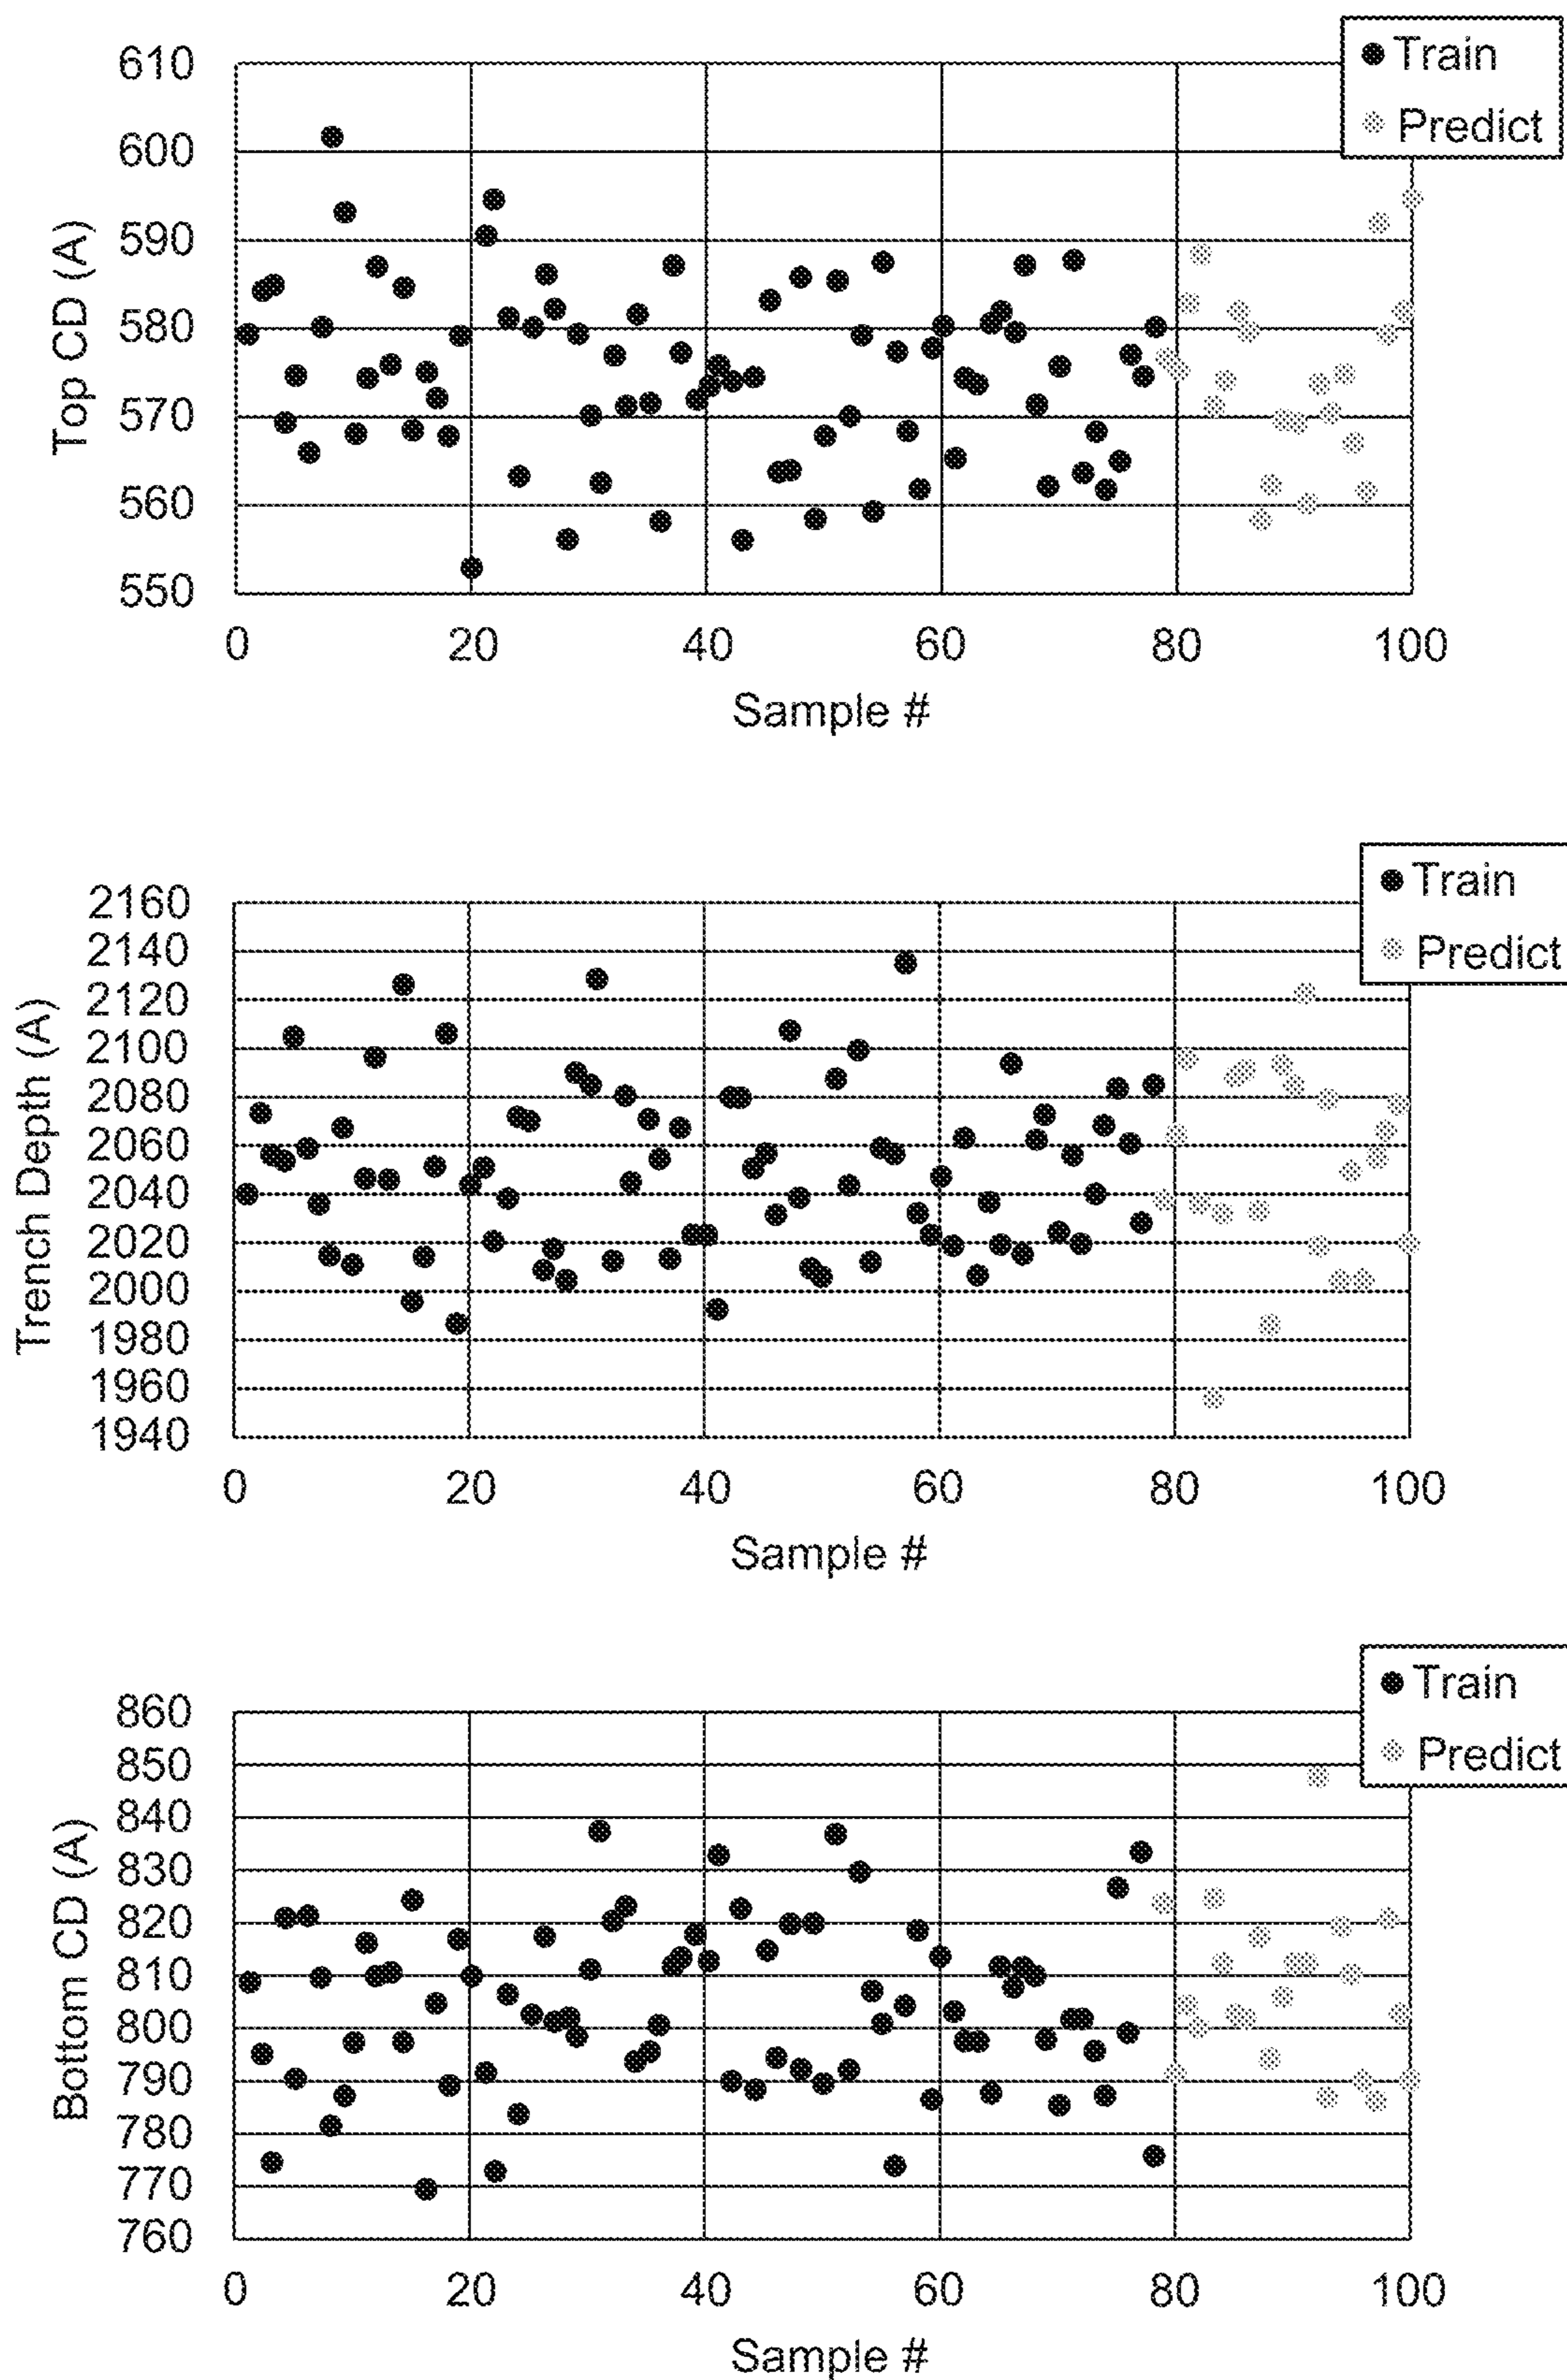 Train
Predict
610
600
590
580
570
560
550
Top CD (A)
0 20 40 60 80 100
Sample #
Train
Predict
2160
2140
2120
2100
2080
2060
2040
2020
2000
1980
1960
1940
Trench Depth (A)
0 20 40 60 80 100
Sample #
Train
Predict
860
850
840
830
820
810
800
790
780
770
760
Bottom CD (A)
0 20 40 60 80 100
Sample #